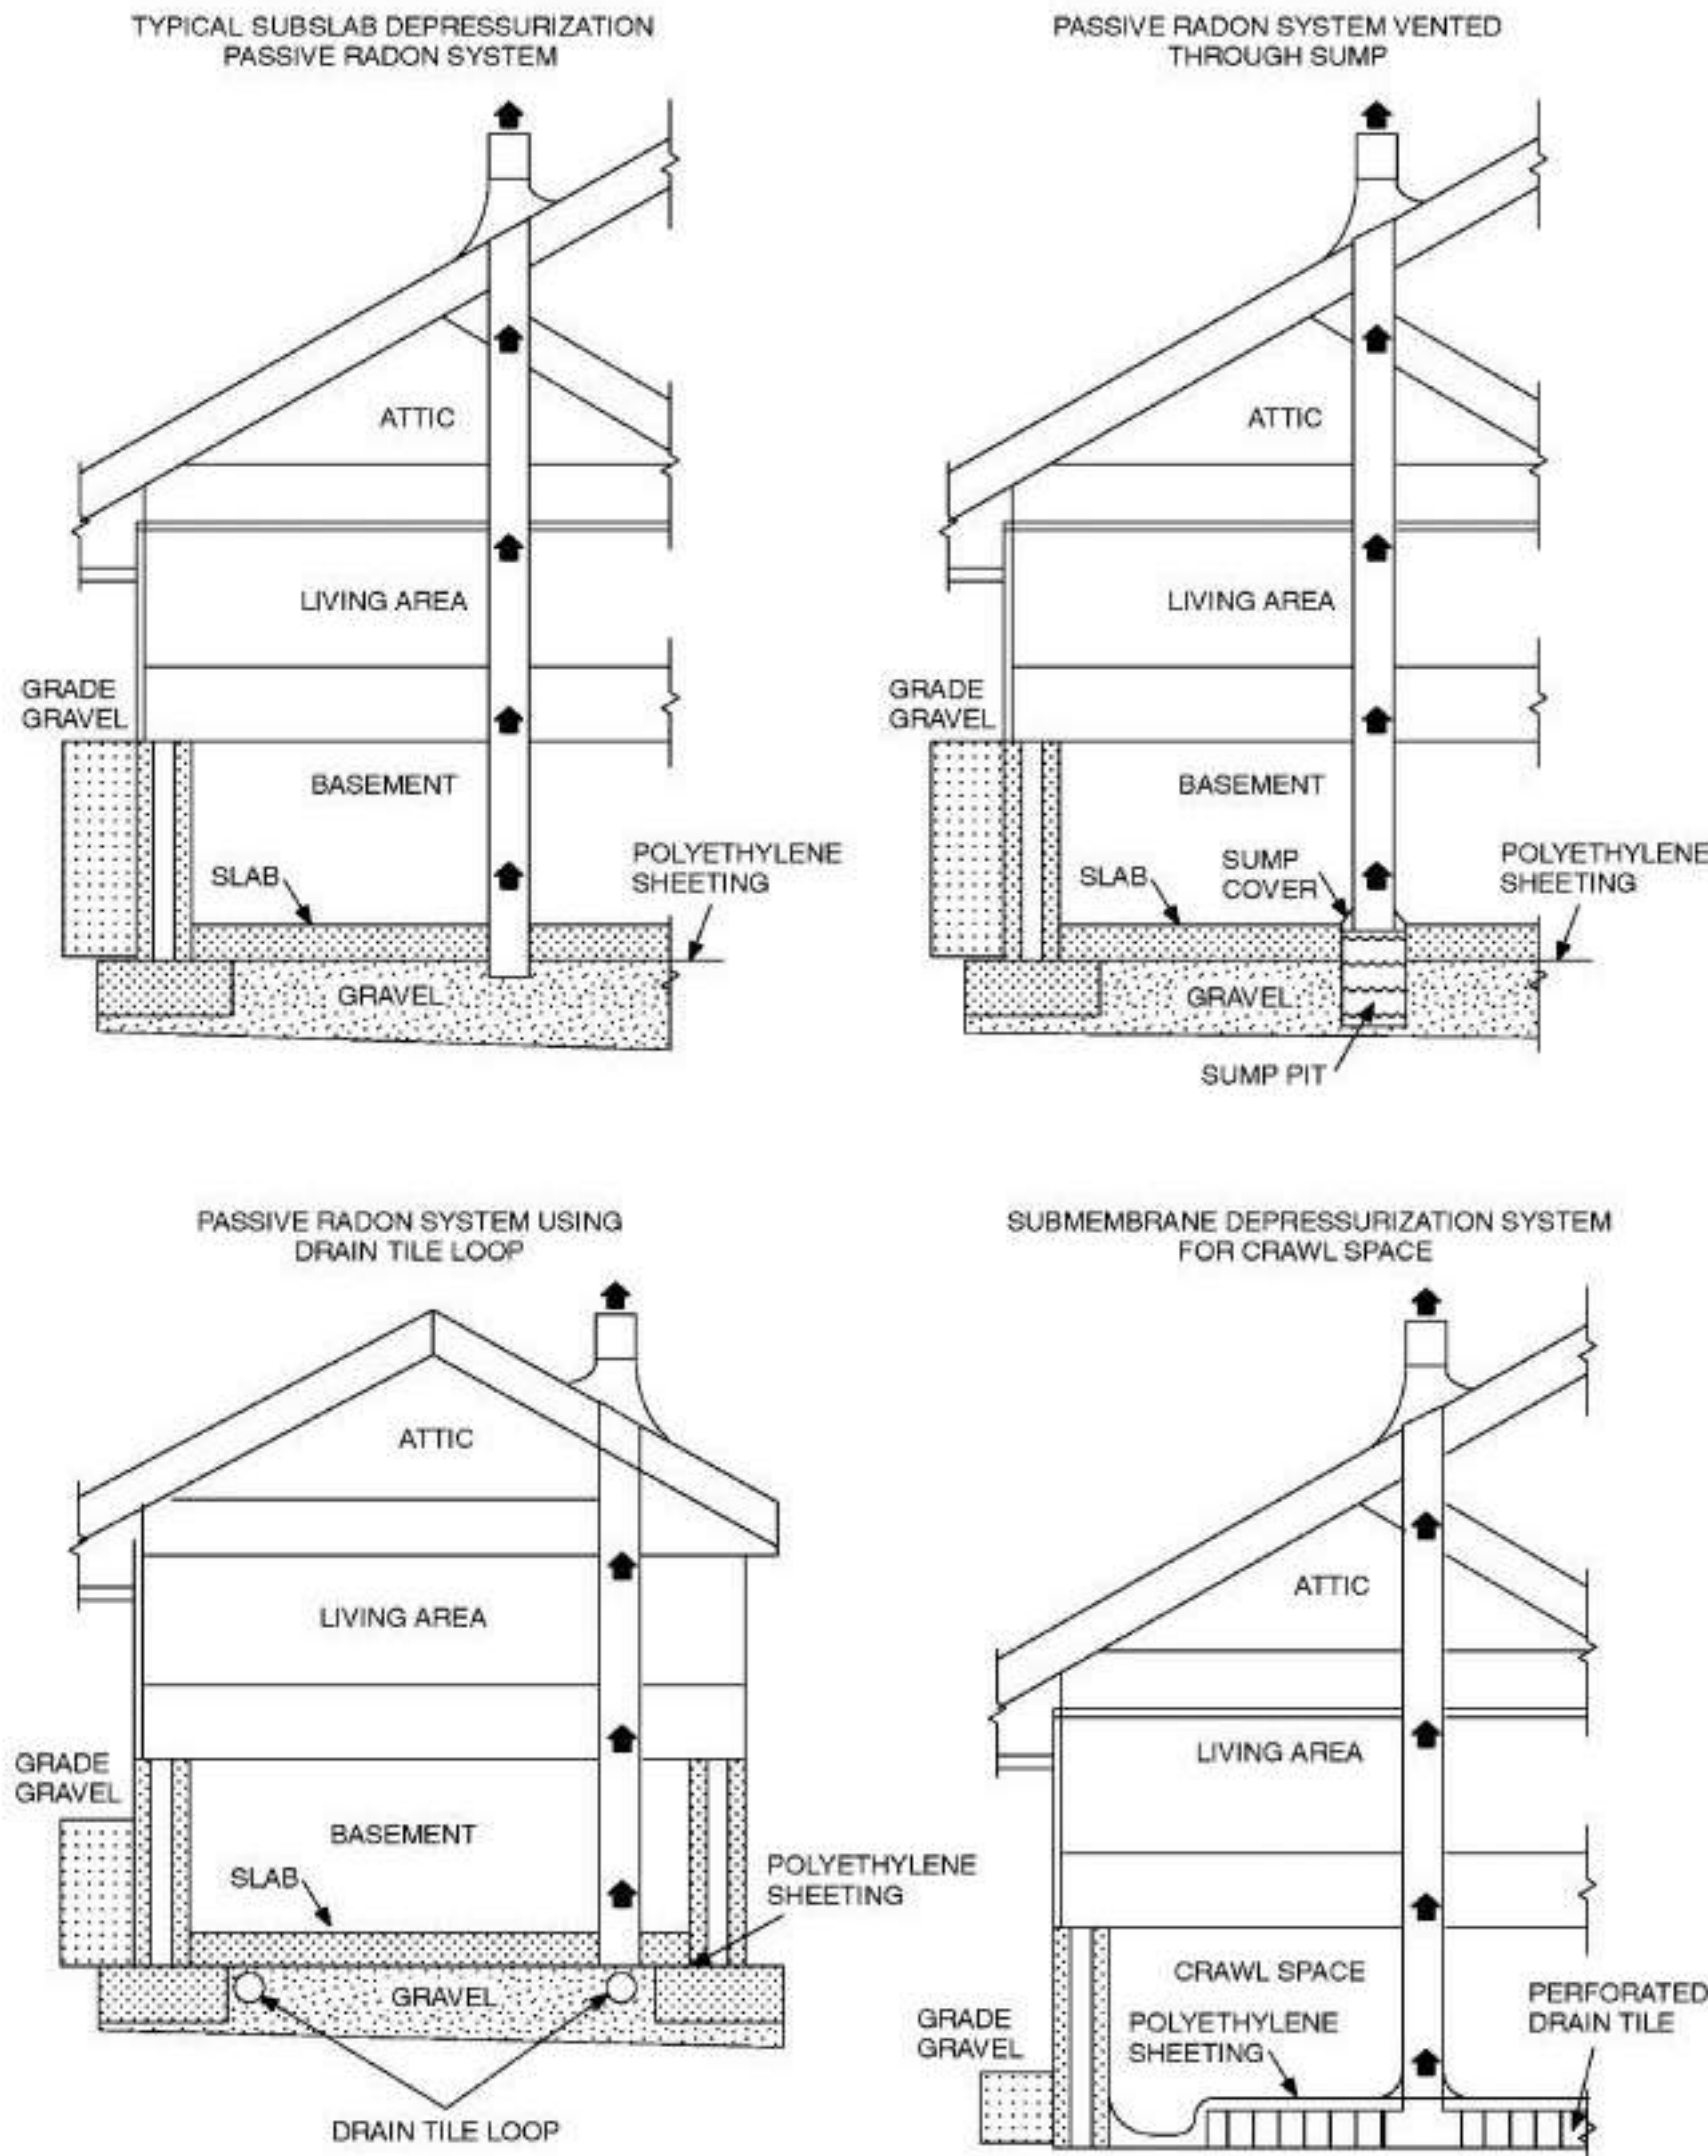 TYPICAL SUBSLAB DEPRESSURIZATION
PASSIVE RADON SYSTEM
ATTIC
LIVING AREA
GRADE
GRAVEL
BASEMENT
POLYETHYLENE
SHEETING
SLAB
GRAVEL
PASSIVE RADON SYSTEM VENTED
THROUGH SUMP
ATTIC
LIVING AREA
GRADE
GRAVEL
BASEMENT
SUMP
COVER
POLYETHYLENE
SHEETING
SLAB
GRAVEL
SUMP PIT
PASSIVE RADON SYSTEM USING
DRAIN TILE LOOP
ATTIC
LIVING AREA
GRADE
GRAVEL
BASEMENT
SLAB
POLYETHYLENE
SHEETING
GRAVEL
DRAIN TILE LOOP
SUBMEMBRANE DEPRESSURIZATION SYSTEM
FOR CRAWL SPACE
ATTIC
LIVING AREA
CRAWL SPACE
PERFORATED
DRAIN TILE
GRADE
GRAVEL
POLYETHYLENE
SHEETING